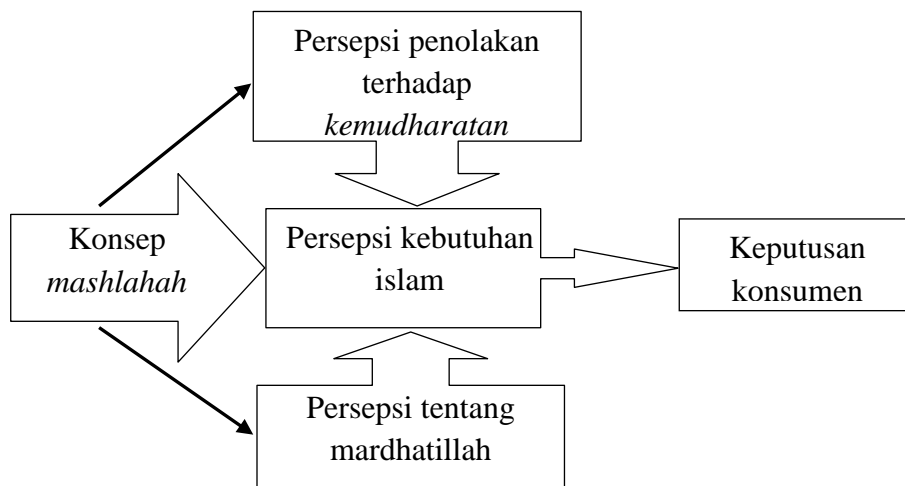 Persepsi penolakan
terhadap
kemudharatan
Konsep
mashlahah
Persepsi kebutuhan
islam
Keputusan
konsumen
Persepsi tentang
mardhatillah